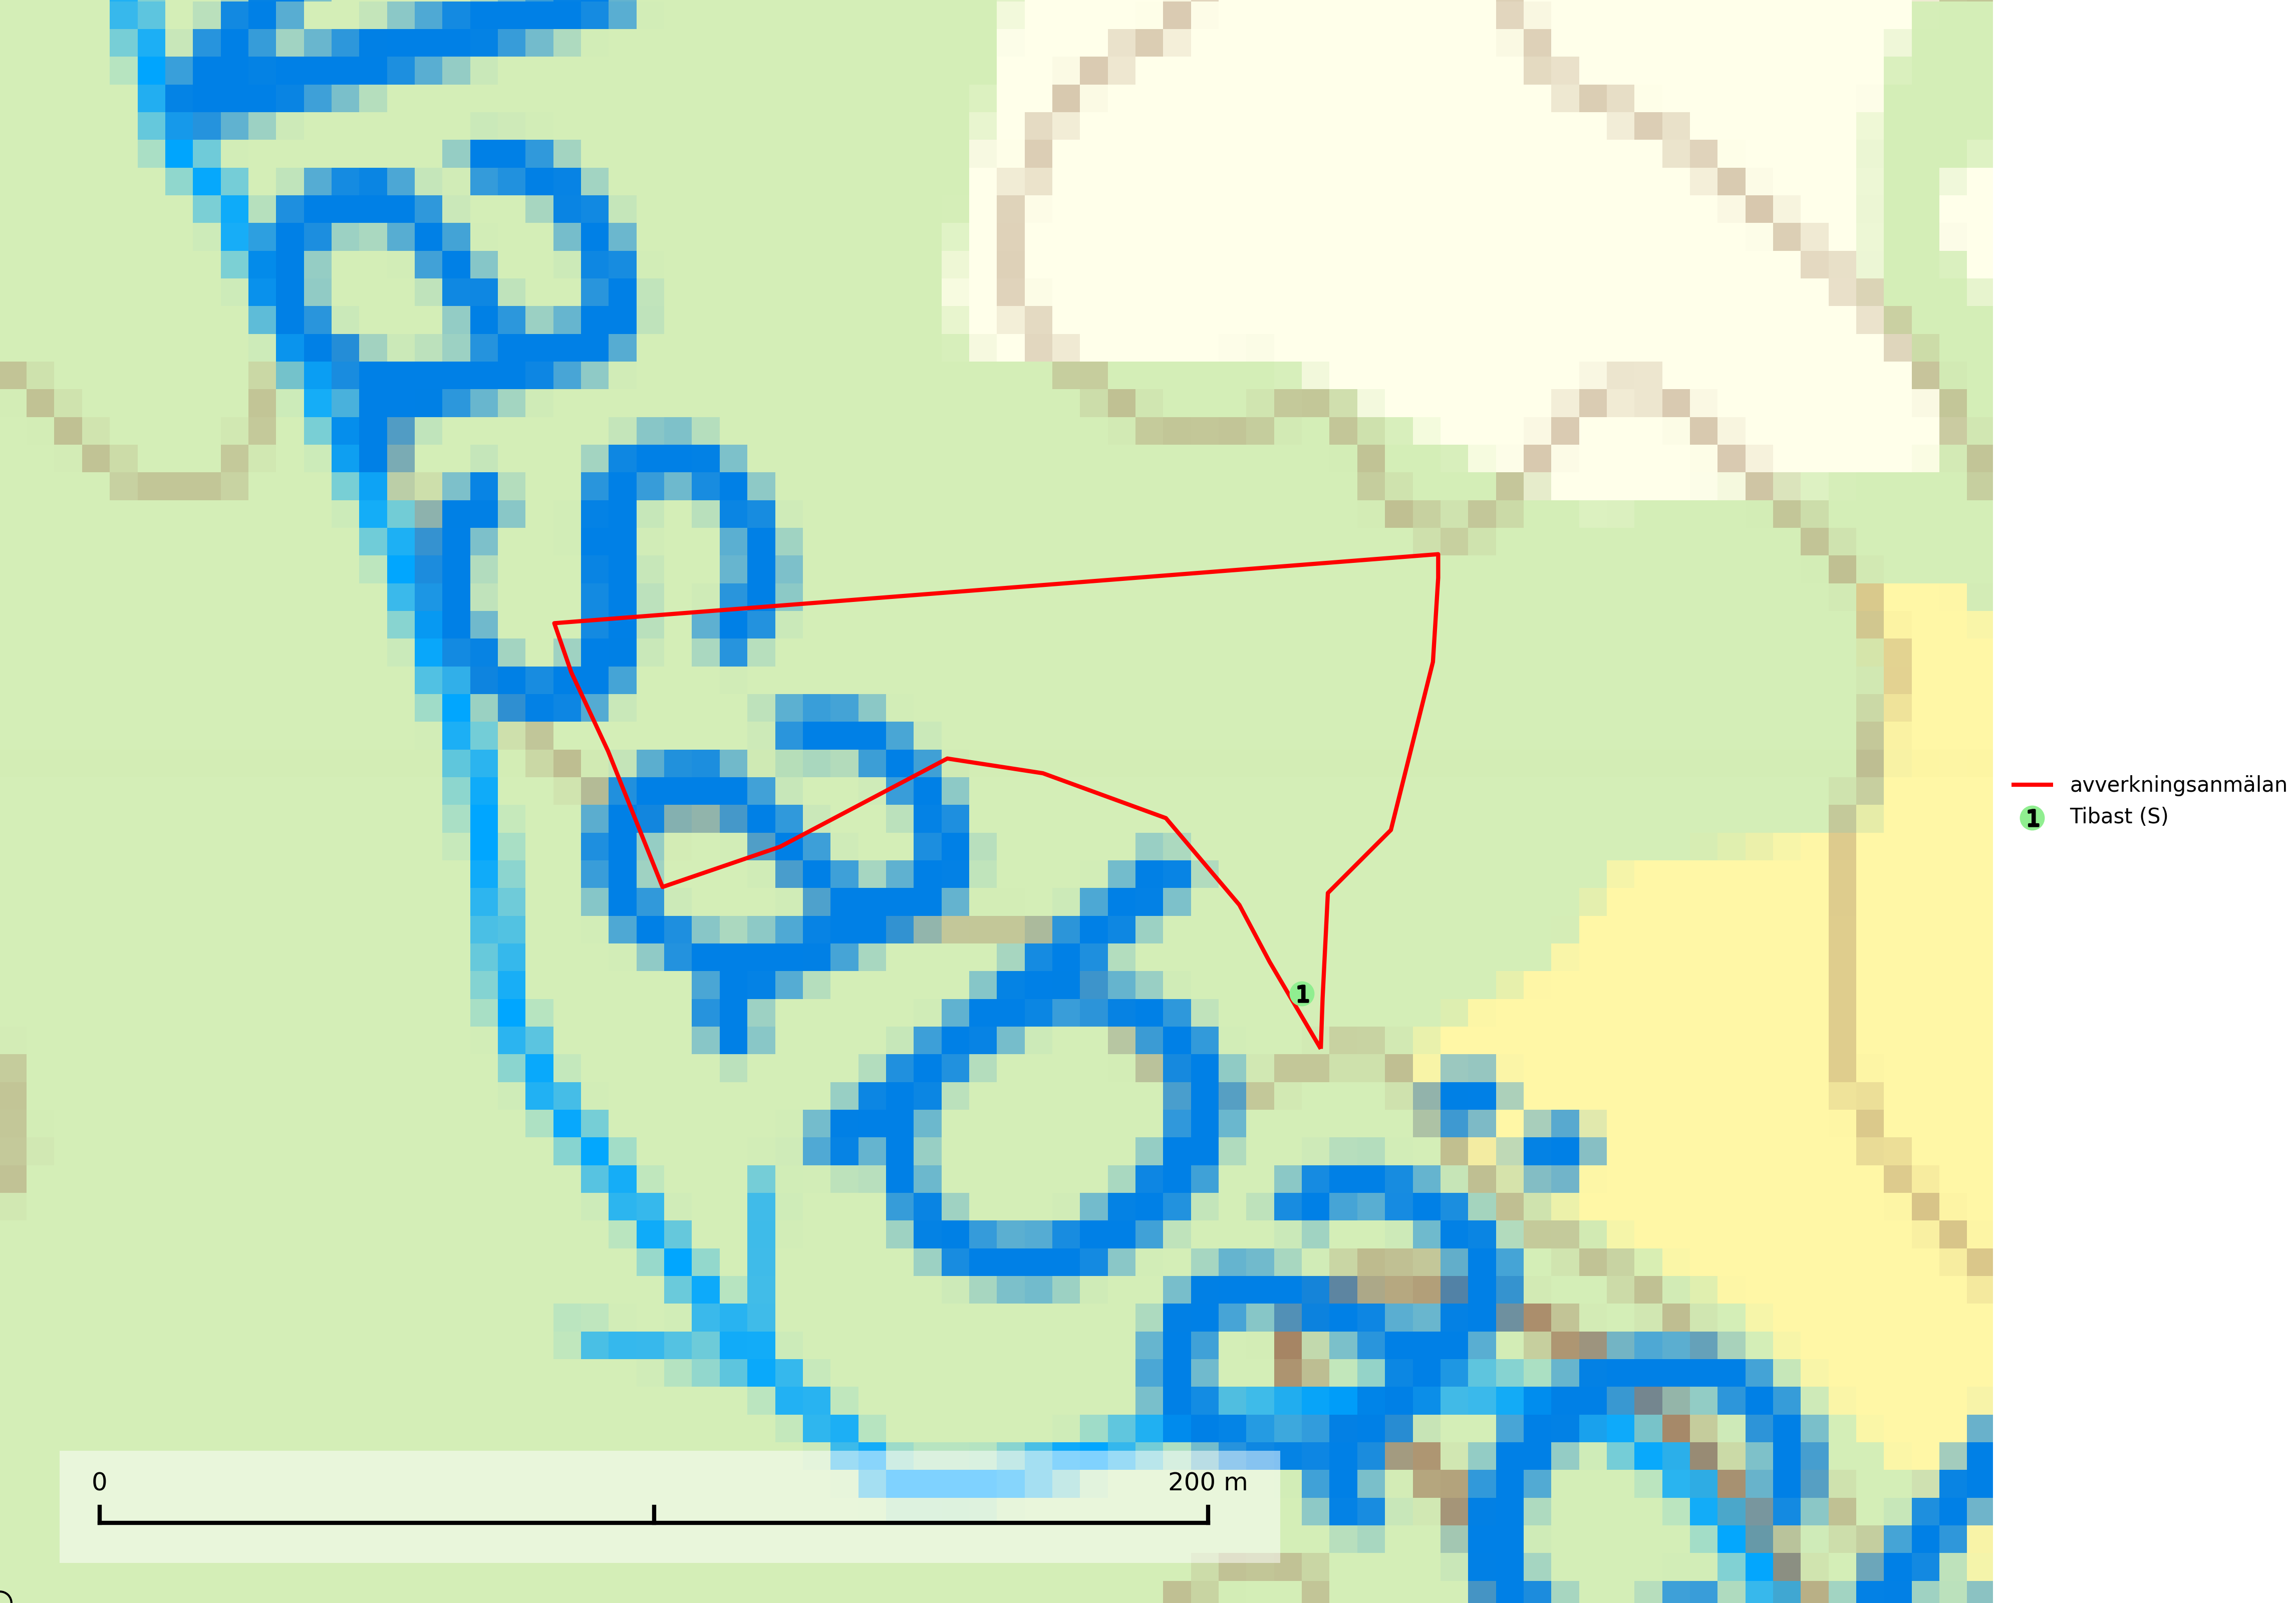 avverkningsanmälan
1 Tibast (S)
1
0 200 m